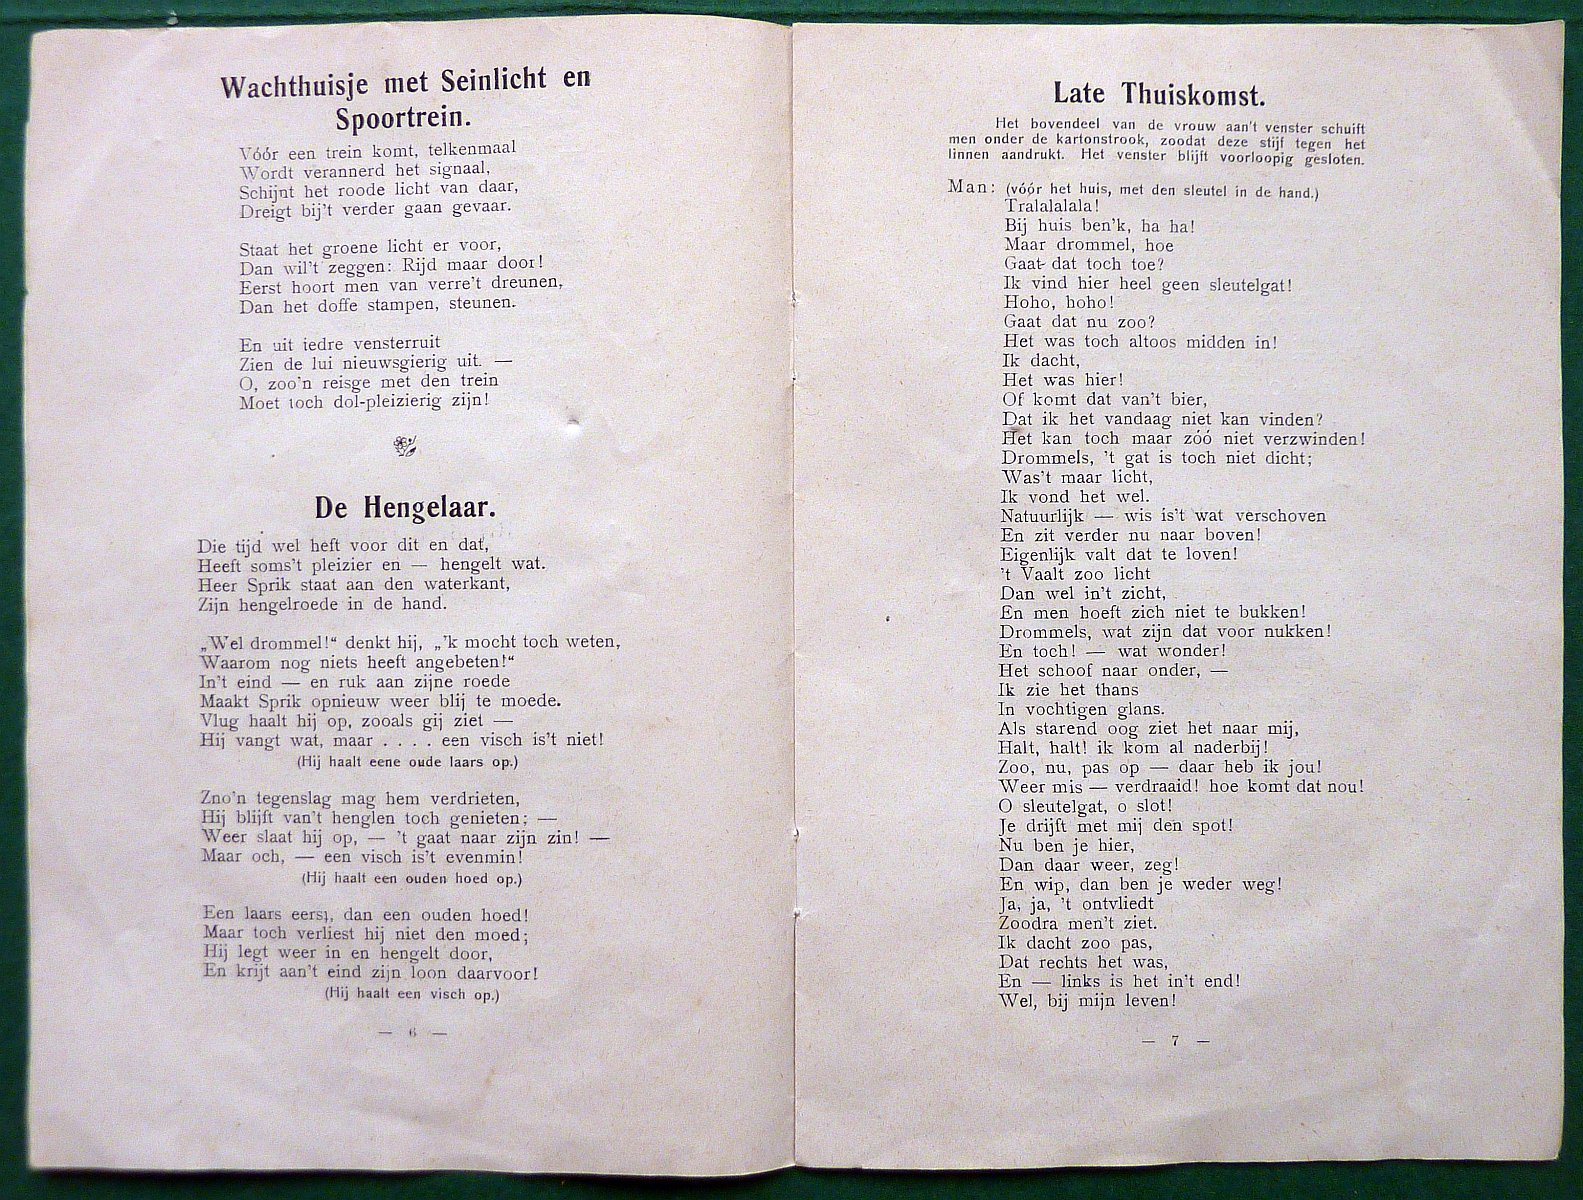 Wachthuisje met Seinlicht en
Spoortrein.
Vóór een trein komt, telkenmaal
Wordt verannerd het signaal,
Schijnt het roode licht van daar,
Dreigt bij't verder gaan gevaar.
Staat het groene licht er voor,
Dan wil't zeggen: Rijd maar door!
Eerst hoort men van verre't dreunen,
Dan het doffe stampen, steunen.
En uit iedre vensterruit
Zien de lui nieuwsgierig uit. —
O, zoo'n reisge met den trein
Moet toch dol-pleizierig zijn!
De Hengelaar.
Die tijd wel heft voor dit en dat,
Heeft soms't pleizier en — hengelt wat.
Heer Sprik staat aan den waterkant,
Zijn hengelroede in de hand.
„Wel drommel!“ denkt hij, „'k mocht toch weten,
Waarom nog niets heeft angebeten!“
In't eind — en ruk aan zijne roede
Maakt Sprik opnieuw weer blij te moede.
Vlug haalt hij op, zooals gij ziet —
Hij vangt wat, maar . . . . een visch is't niet!
(Hij haalt eene oude laars op.)
Zno'n tegenslag mag hem verdrieten,
Hij blijft van't henglen toch genieten; —
Weer slaat hij op, — 't gaat naar zijn zin! —
Maar och, — een visch is't evenmin!
(Hij haalt een ouden hoed op.)
Een laars eerst, dan een ouden hoed!
Maar toch verliest hij niet den moed;
Hij legt weer in en hengelt door,
En krijt aan't eind zijn loon daarvoor!
(Hij haalt een visch op.)
— 6 —
Late Thuiskomst.
Het bovendeel van de vrouw aan't venster schuift
men onder de kartonstrook, zoodat deze stijf tegen het
linnen aandrukt. Het venster blijft voorloopig gesloten.
Man: (vóór het huis, met den sleutel in de hand.)
Tralalalala!
Bij huis ben'k, ha ha!
Maar drommel, hoe
Gaat dat toch toe?
Ik vind hier heel geen sleutelgat!
Hoho, hoho!
Gaat dat nu zoo?
Het was toch altoos midden in!
Ik dacht,
Het was hier!
Of komt dat van't bier,
Dat ik het vandaag niet kan vinden?
Het kan toch maar zóó niet verzwinden!
Drommels, 't gat is toch niet dicht;
Was't maar licht,
Ik vond het wel.
Natuurlijk — wis is't wat verschoven
En zit verder nu naar boven!
Eigenlijk valt dat te loven!
't Vaalt zoo licht
Dan wel in't zicht,
En men hoeft zich niet te bukken!
Drommels, wat zijn dat voor nukken!
En toch! — wat wonder!
Het schoof naar onder, —
Ik zie het thans
In vochtigen glans.
Als starend oog ziet het naar mij,
Halt, halt! ik kom al naderbij!
Zoo, nu, pas op — daar heb ik jou!
Weer mis — verdraaid! hoe komt dat nou!
O sleutelgat, o slot!
Je drijft met mij den spot!
Nu ben je hier,
Dan daar weer, zeg!
En wip, dan ben je weder weg!
Ja, ja, 't ontvliedt
Zoodra men't ziet.
Ik dacht zoo pas,
Dat rechts het was,
En — links is het in't end!
Wel, bij mijn leven!
— 7 —